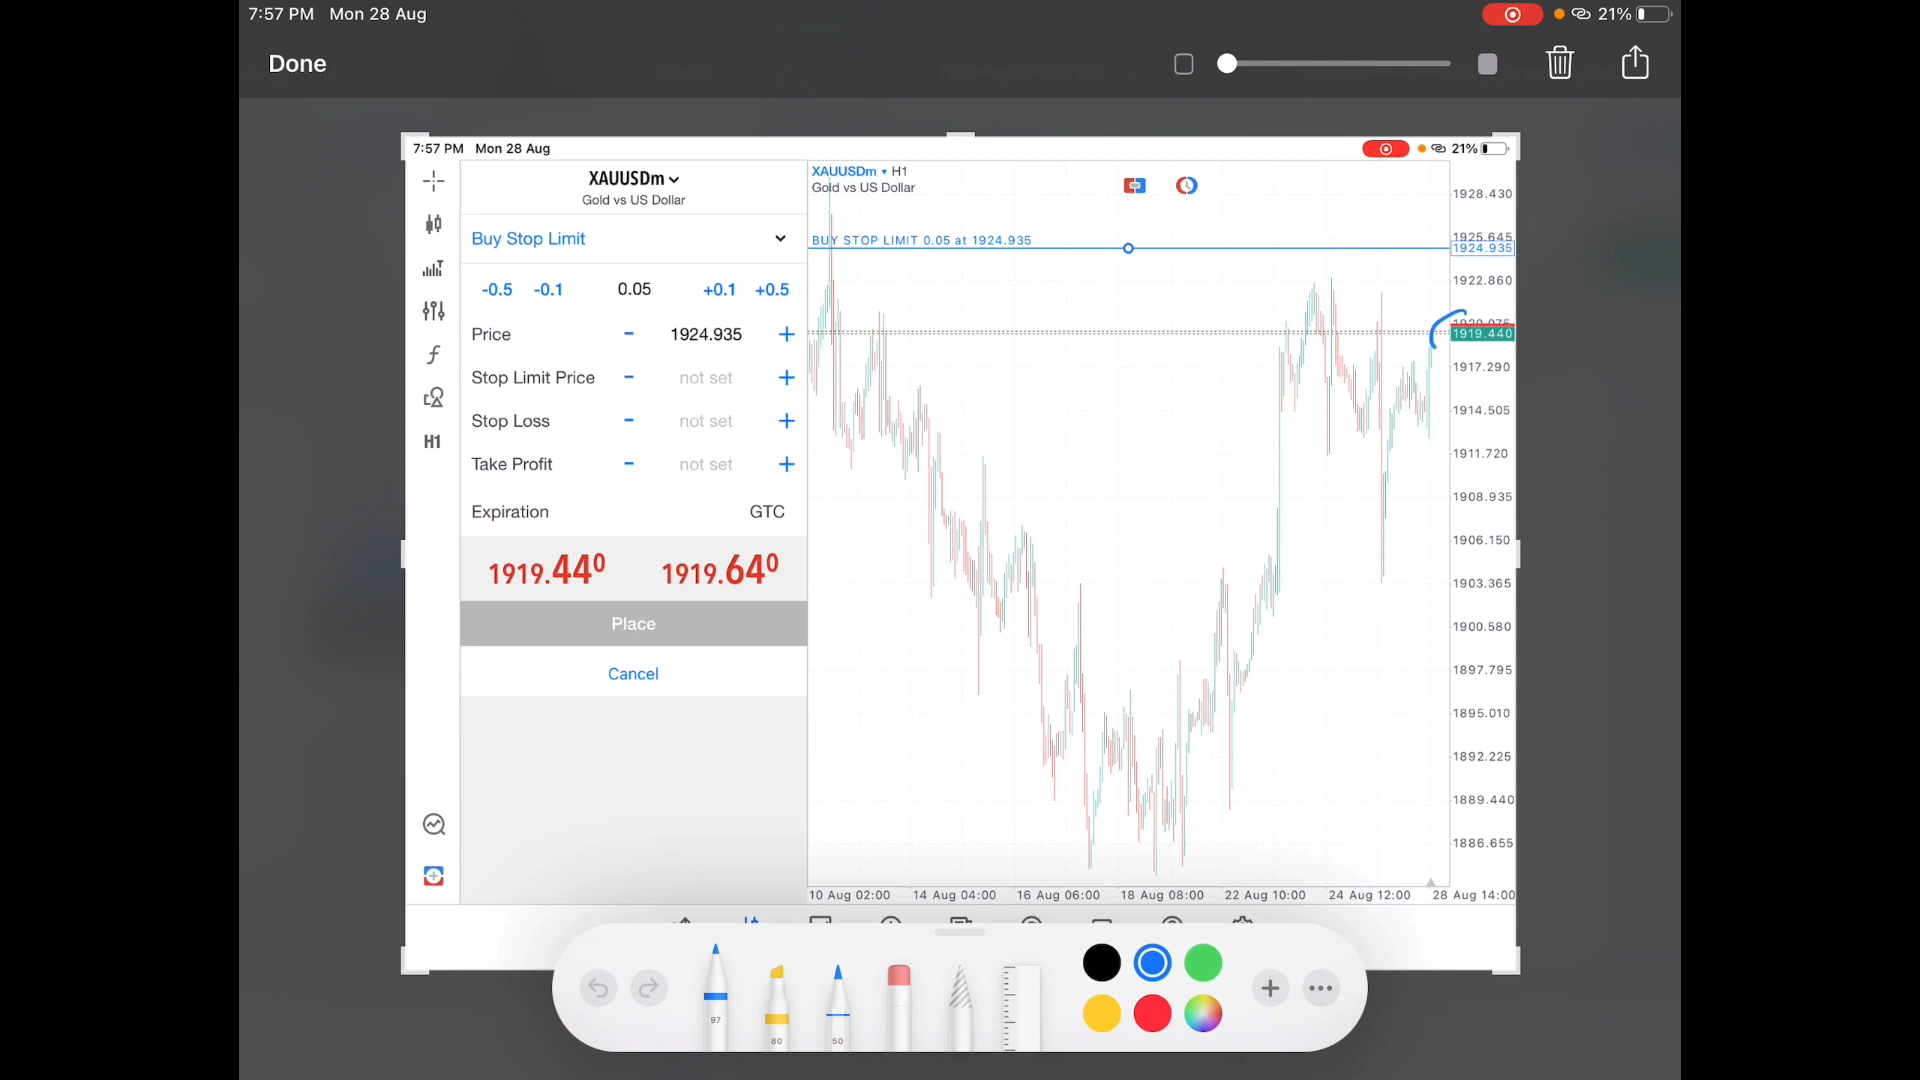 7:57 PM Mon 28 Aug
21%
Done
7:57 PM Mon 28 Aug
21%
XAUUSDm
Gold vs US Dollar
Buy Stop Limit
-0.5 -0.1 0.05 +0.1 +0.5
Price - 1924.935 +
Stop Limit Price - not set +
Stop Loss - not set +
Take Profit - not set +
Expiration GTC
1919.440 1919.640
Place
Cancel
H1
XAUUSDm ▾ H1
Gold vs US Dollar
BUY STOP LIMIT 0.05 at 1924.935
1928.430
1925.645
1924.935
1922.860
1919.440
1917.290
1914.505
1911.720
1908.935
1906.150
1903.365
1900.580
1897.795
1895.010
1892.225
1889.440
1886.655
10 Aug 02:00 14 Aug 04:00 16 Aug 06:00 18 Aug 08:00 22 Aug 10:00 24 Aug 12:00 28 Aug 14:00
97
80
50